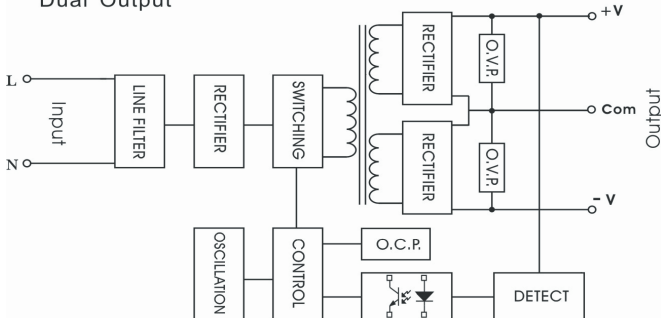 Dual Output
+V
L
Input
N
LINE FILTER
RECTIFIER
SWITCHING
RECTIFIER
RECTIFIER
O.V.P.
O.V.P.
Com
Output
- V
OSCILLATION
CONTROL
O.C.P.
DETECT